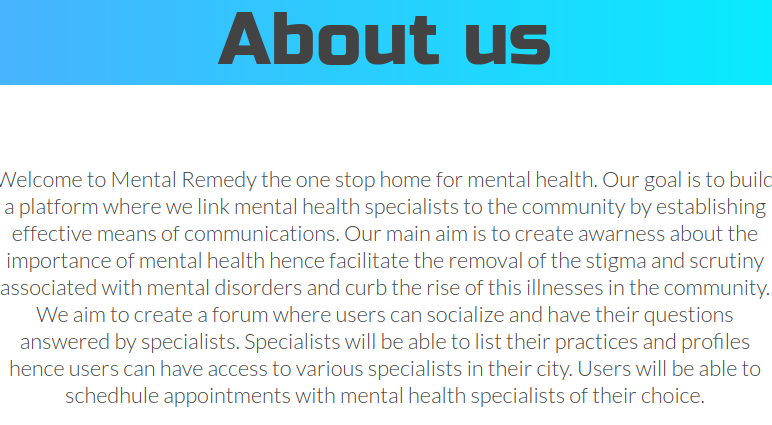 About us
Welcome to Mental Remedy the one stop home for mental health. Our goal is to build
a platform where we link mental health specialists to the community by establishing
effective means of communications. Our main aim is to create awarness about the
importance of mental health hence facilitate the removal of the stigma and scrutiny
associated with mental disorders and curb the rise of this illnesses in the community.
We aim to create a forum where users can socialize and have their questions
answered by specialists. Specialists will be able to list their practices and profiles
hence users can have access to various specialists in their city. Users will be able to
schedhule appointments with mental health specialists of their choice.